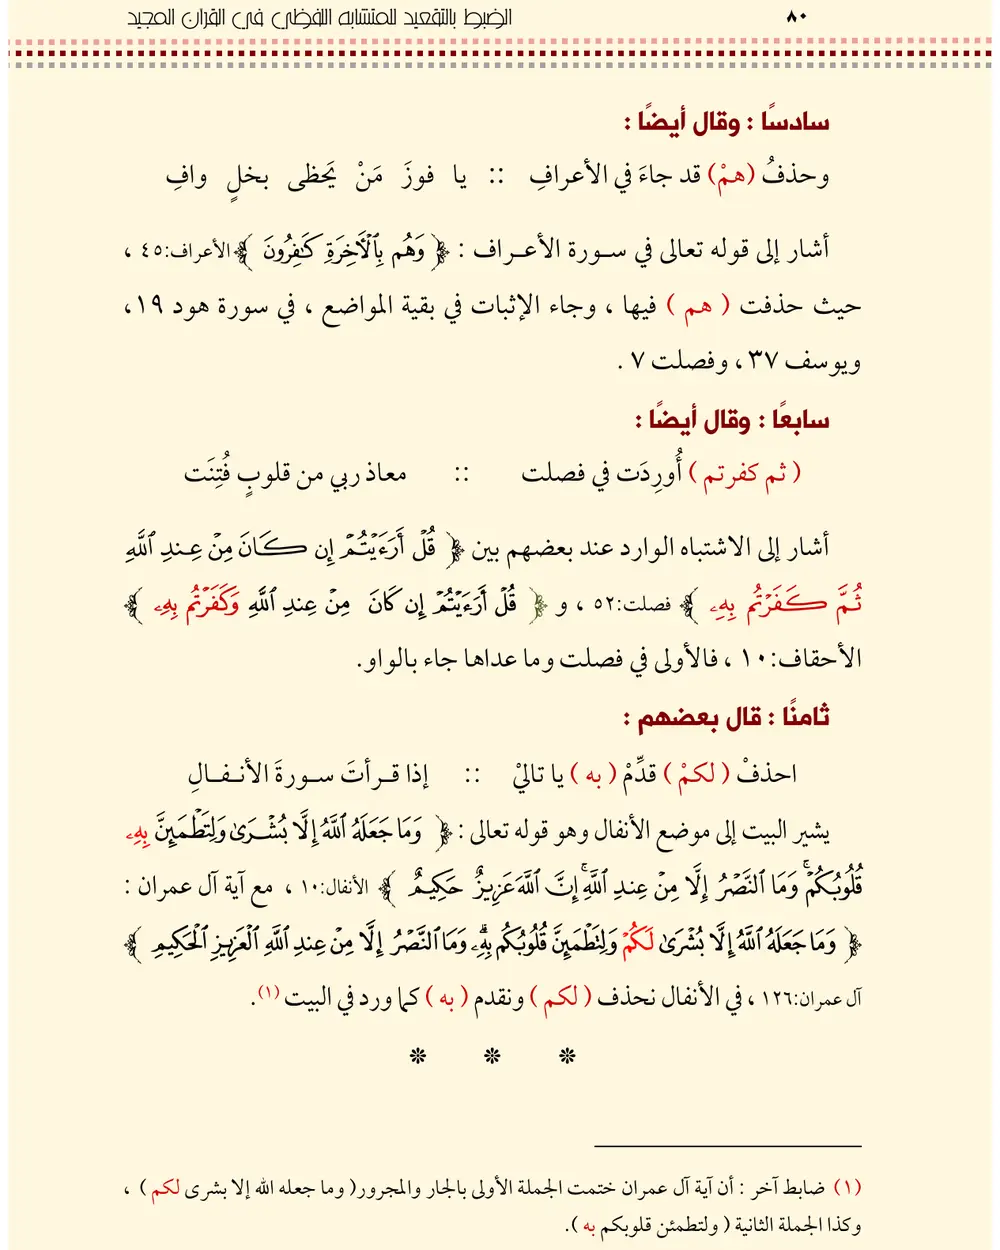 ٨٠ الضبط بالتقعيد للمتشابه اللفظي في القرآن المجيد
سادسًا : وقال أيضًا :
وحذفُ (همْ) قد جاءَ في الأعرافِ :: يا فوزَ مَنْ يَحظى بخلٍ وافِ
أشار إلى قوله تعالى في سورة الأعراف : ﴿ وَهُم بِٱلْأَخِرَةِ كَٰفِرُونَ ﴾ الأعراف:٤٥ ،
حيث حذفت ( هم ) فيها ، وجاء الإثبات في بقية المواضع ، في سورة هود ١٩،
ويوسف ٣٧ ، وفصلت ٧ .
سابعًا : وقال أيضًا :
( ثم كفرتم ) أُورِدَت في فصلت :: معاذ ربي من قلوبٍ فُتِنَت
أشار إلى الاشتباه الوارد عند بعضهم بين ﴿ قُلْ أَرَءَيْتُمْ إِن كَانَ مِنْ عِندِ ٱللَّهِ
ثُمَّ كَفَرْتُم بِهِۦ ﴾ فصلت:٥٢ ، و ﴿ قُلْ أَرَءَيْتُمْ إِن كَانَ مِنْ عِندِ ٱللَّهِ وَكَفَرْتُم بِهِۦ ﴾
الأحقاف:١٠ ، فالأولى في فصلت وما عداها جاء بالواو.
ثامنًا : قال بعضهم :
احذفْ ( لكمْ ) قدِّمْ ( به ) يا تاليْ :: إذا قرأتَ سورةَ الأنفالِ
يشير البيت إلى موضع الأنفال وهو قوله تعالى : ﴿ وَمَا جَعَلَهُ ٱللَّهُ إِلَّا بُشْرَىٰ وَلِتَطْمَئِنَّ بِهِۦ
قُلُوبُكُمْ ۚ وَمَا ٱلنَّصْرُ إِلَّا مِنْ عِندِ ٱللَّهِ ۚ إِنَّ ٱللَّهَ عَزِيزٌ حَكِيمٌ ﴾ الأنفال:١٠ ، مع آية آل عمران :
﴿ وَمَا جَعَلَهُ ٱللَّهُ إِلَّا بُشْرَىٰ لَكُمْ وَلِتَطْمَئِنَّ قُلُوبُكُم بِهِۦ ۗ وَمَا ٱلنَّصْرُ إِلَّا مِنْ عِندِ ٱللَّهِ ٱلْعَزِيزِ ٱلْحَكِيمِ ﴾
آل عمران:١٢٦ ، في الأنفال نحذف ( لكم ) ونقدم ( به ) كما ورد في البيت (١).
(١) ضابط آخر : أن آية آل عمران ختمت الجملة الأولى بالجار والمجرور( وما جعله الله إلا بشرى لكم ) ،
وكذا الجملة الثانية ( ولتطمئن قلوبكم به ).